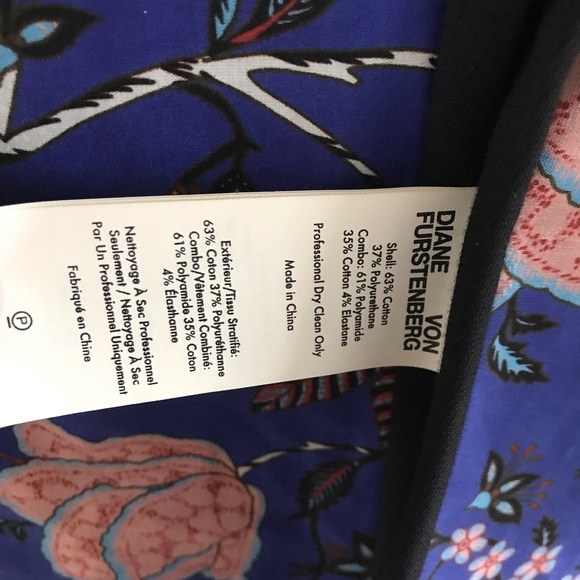 DIANE
VON
FURSTENBERG
Shell: 63% Cotton
37% Polyurethane
Combo: 61% Polyamide
35% Cotton 4% Elastane
Professional Dry Clean Only
Made in China
Extérieur/Tissu Stratifié:
63% Coton 37% Polyuréthanne
Combo/Vêtement Combiné:
61% Polyamide 35% Coton
4% Élasthanne
Nettoyage À Sec Professionnel
Seulement / Nettoyage À Sec
Par Un Professionnel Uniquement
Fabriqué en Chine
P